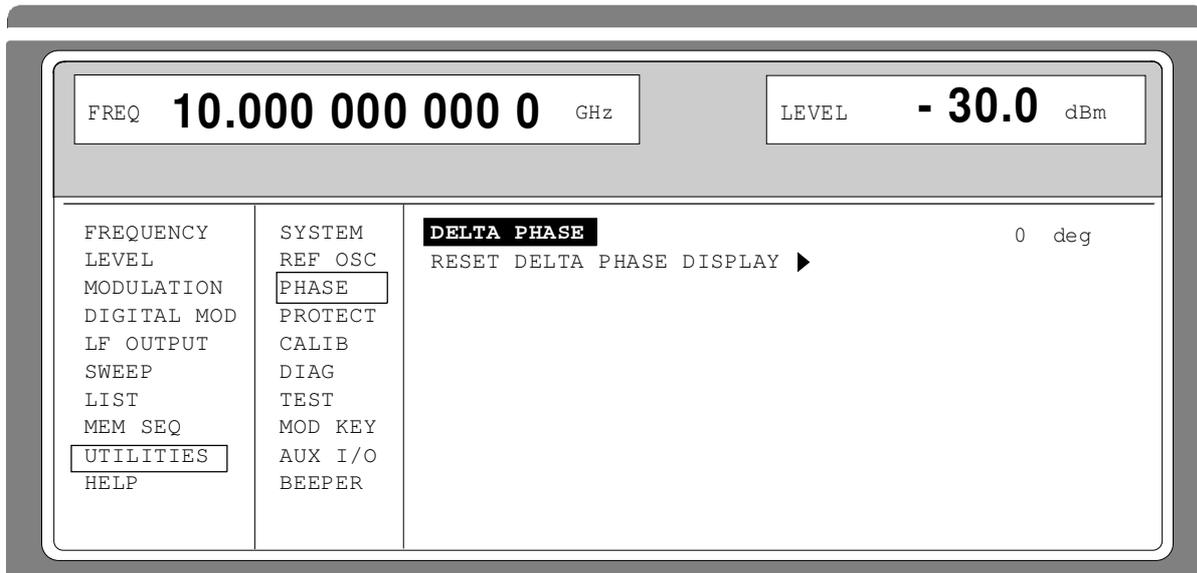 FREQ 10.000 000 000 0 GHz
LEVEL - 30.0 dBm
FREQUENCY
LEVEL
MODULATION
DIGITAL MOD
LF OUTPUT
SWEEP
LIST
MEM SEQ
UTILITIES
HELP
SYSTEM
REF OSC
PHASE
PROTECT
CALIB
DIAG
TEST
MOD KEY
AUX I/O
BEEPER
DELTA PHASE 0 deg
RESET DELTA PHASE DISPLAY